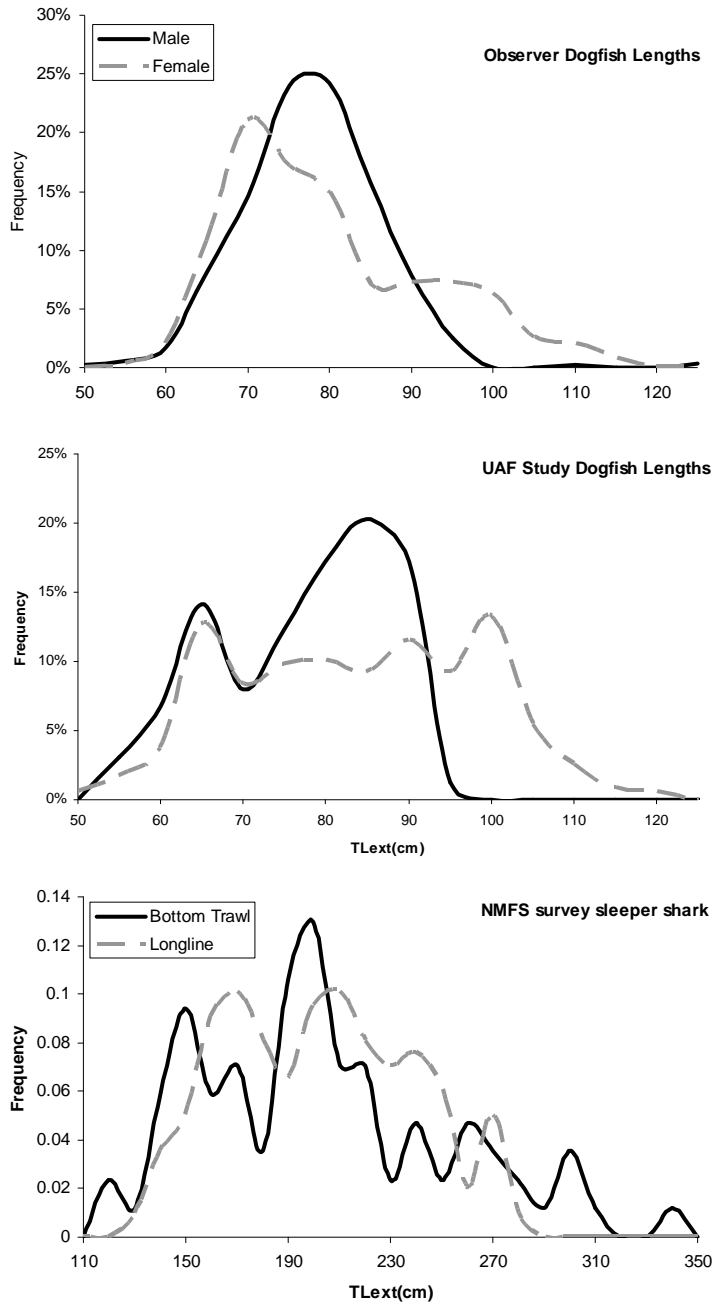 30%
25%
20%
15%
10%
5%
0%
Frequency
Male
Female
Observer Dogfish Lengths
50 60 70 80 90 100 110 120
25%
20%
15%
10%
5%
0%
Frequency
UAF Study Dogfish Lengths
50 60 70 80 90 100 110 120
TLext(cm)
0.14
0.12
0.1
0.08
0.06
0.04
0.02
0
Frequency
Bottom Trawl
Longline
NMFS survey sleeper shark
110 150 190 230 270 310 350
TLext(cm)